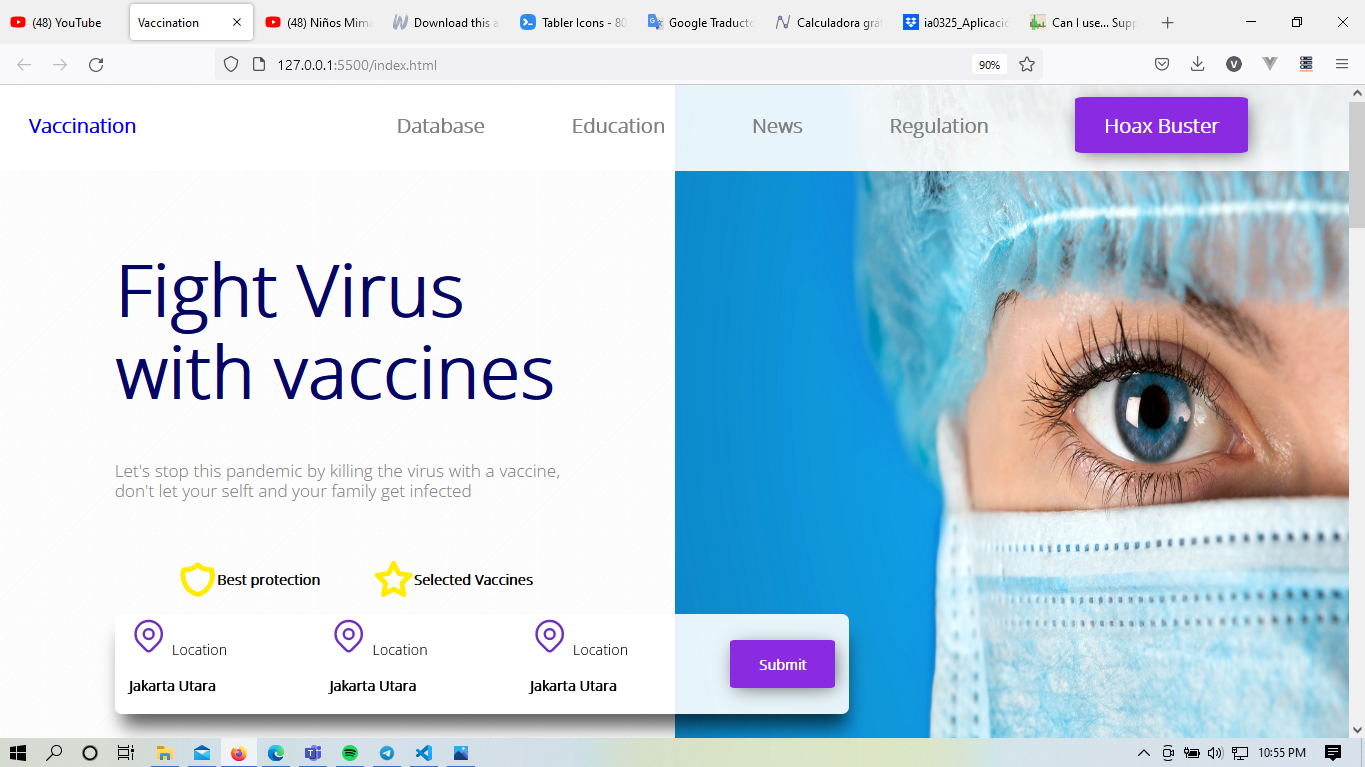 (48) YouTube
Vaccination
(48) Niños Mim
Download this a
Tabler Icons - 80
Google Traducto
Calculadora grá
ia0325_Aplicació
Can I use... Supp
127.0.0.1:5500/index.html
90%
V
Vaccination
Database
Education
News
Regulation
Hoax Buster
Fight Virus
with vaccines
Let's stop this pandemic by killing the virus with a vaccine,
don't let your selft and your family get infected
Best protection
Selected Vaccines
Location
Location
Location
Jakarta Utara
Jakarta Utara
Jakarta Utara
Submit
10:55 PM